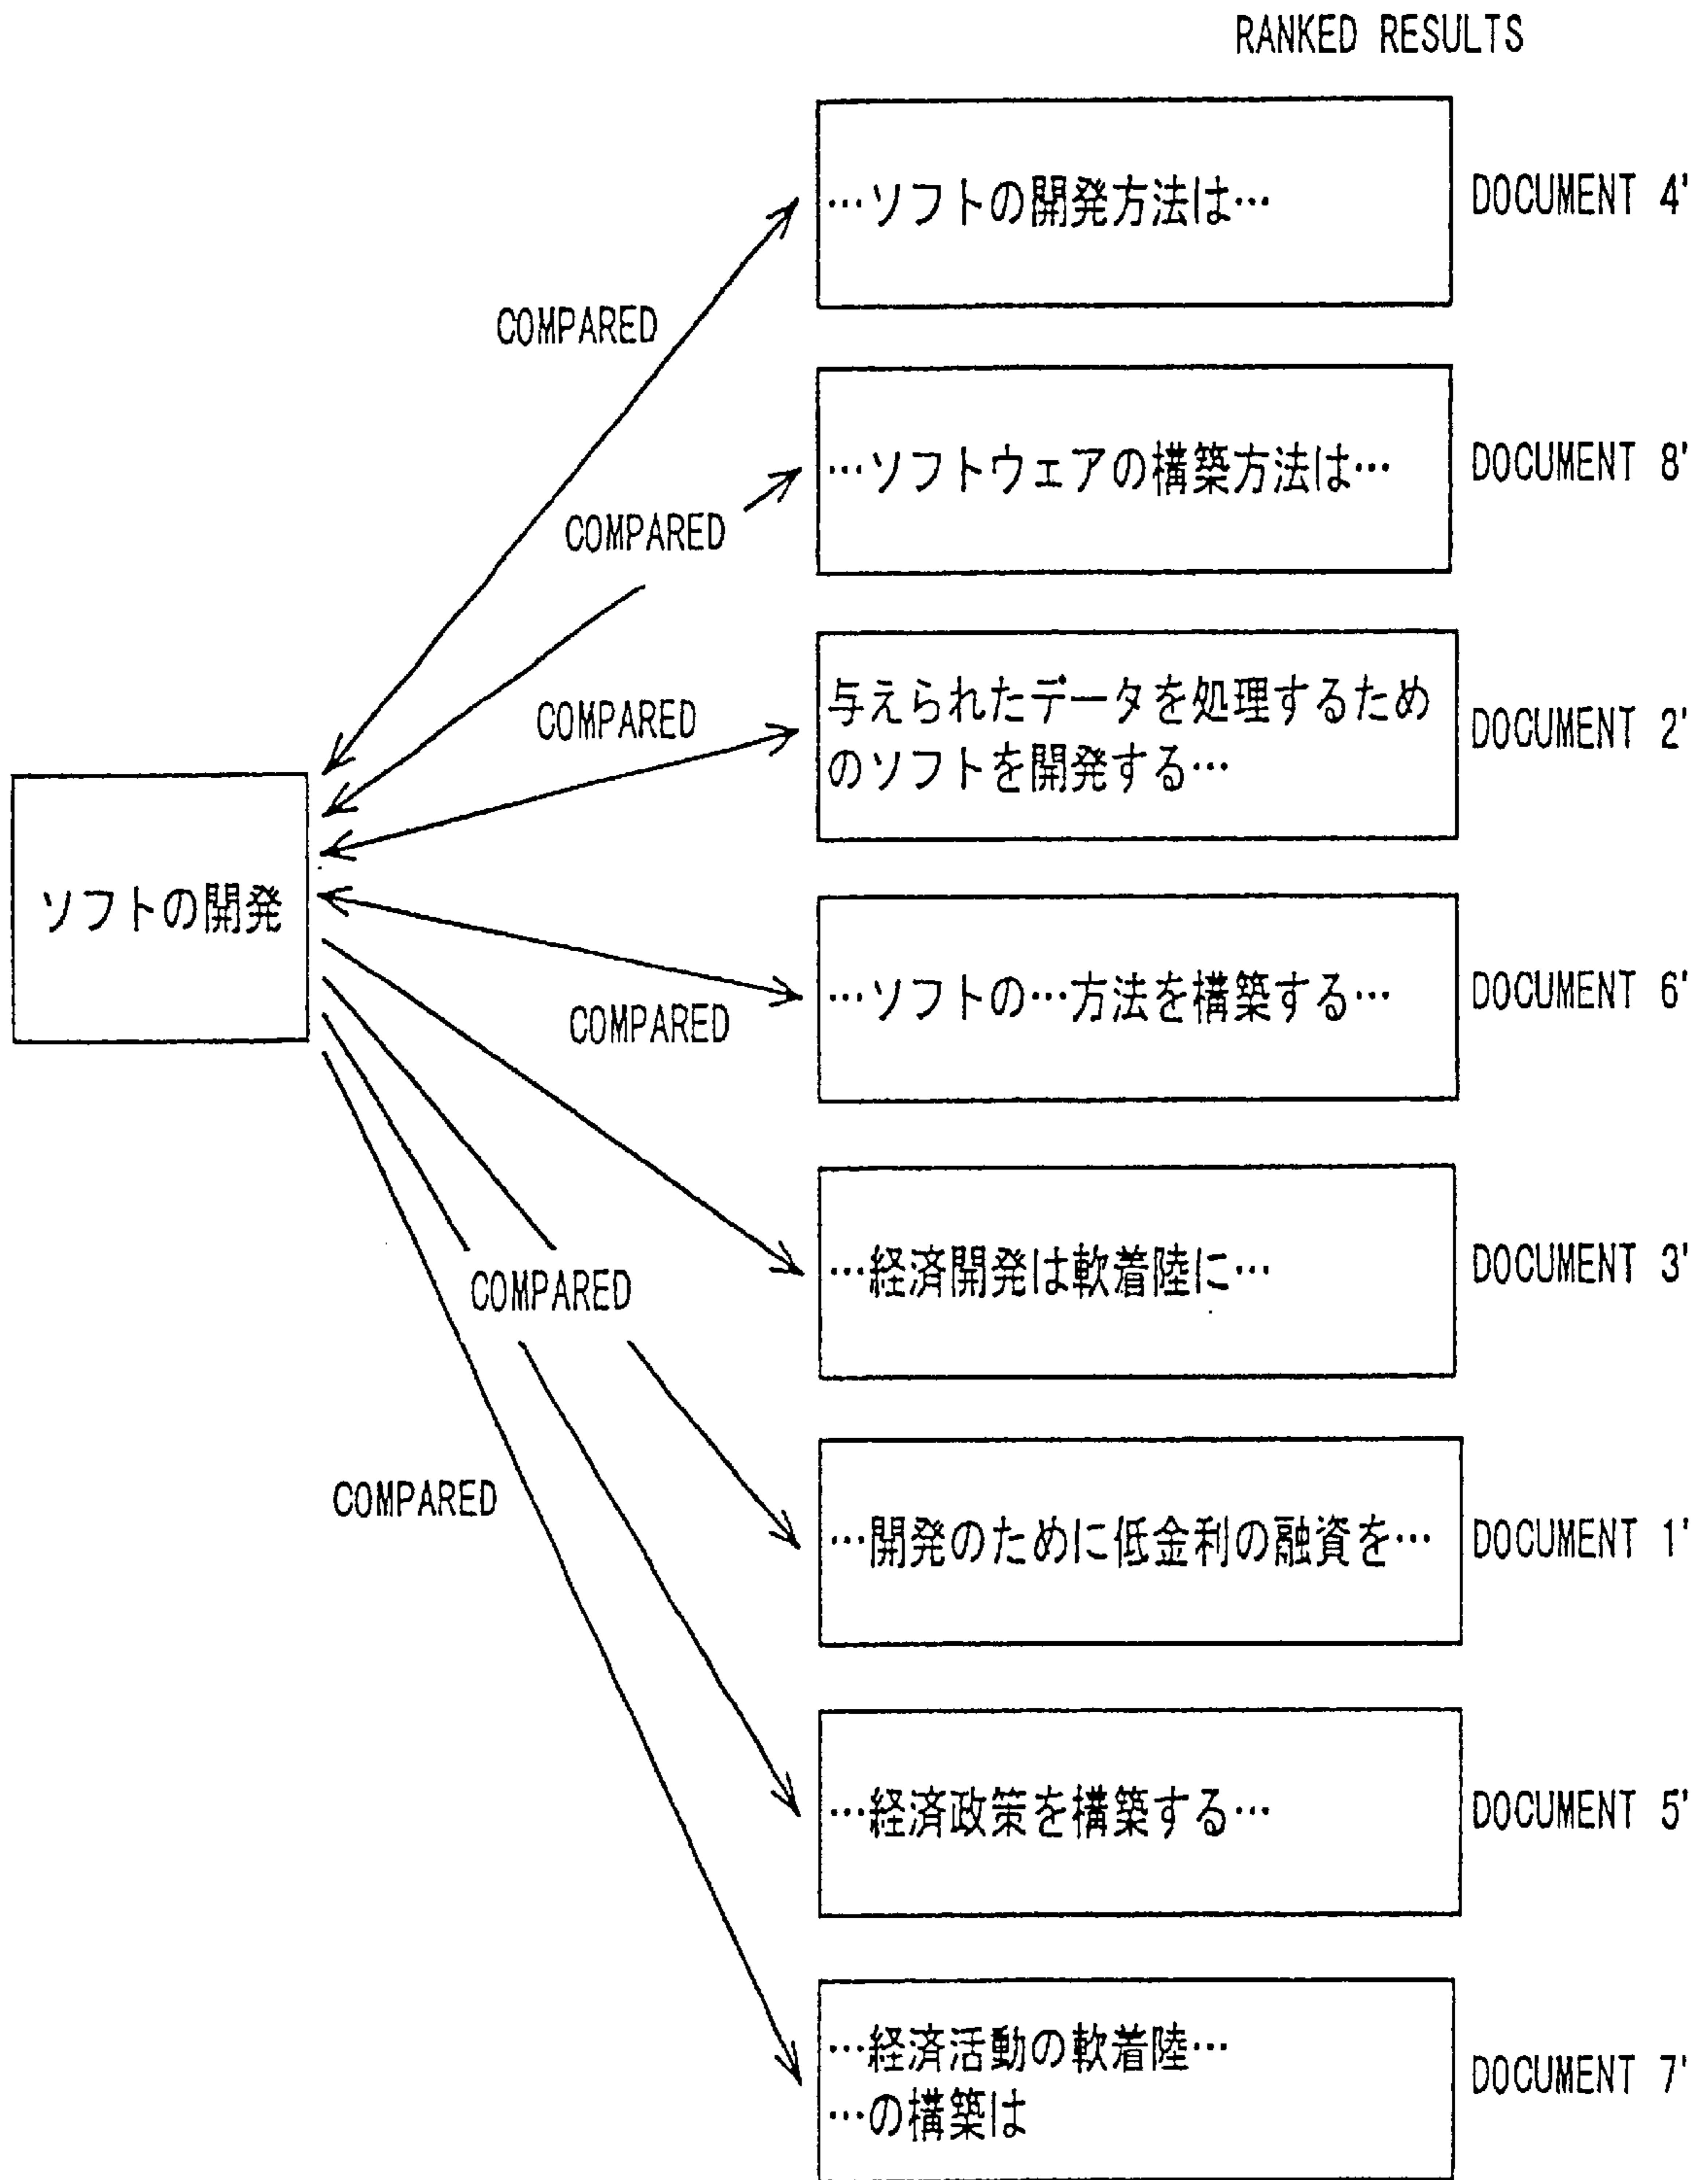 RANKED RESULTS
…ソフトの開発方法は…
DOCUMENT 4'
COMPARED
…ソフトウェアの構築方法は…
DOCUMENT 8'
COMPARED
与えられたデータを処理するため
のソフトを開発する…
DOCUMENT 2'
COMPARED
ソフトの開発
…ソフトの…方法を構築する…
DOCUMENT 6'
COMPARED
…経済開発は軟着陸に…
DOCUMENT 3'
COMPARED
…開発のために低金利の融資を…
DOCUMENT 1'
COMPARED
…経済政策を構築する…
DOCUMENT 5'
…経済活動の軟着陸…
…の構築は
DOCUMENT 7'